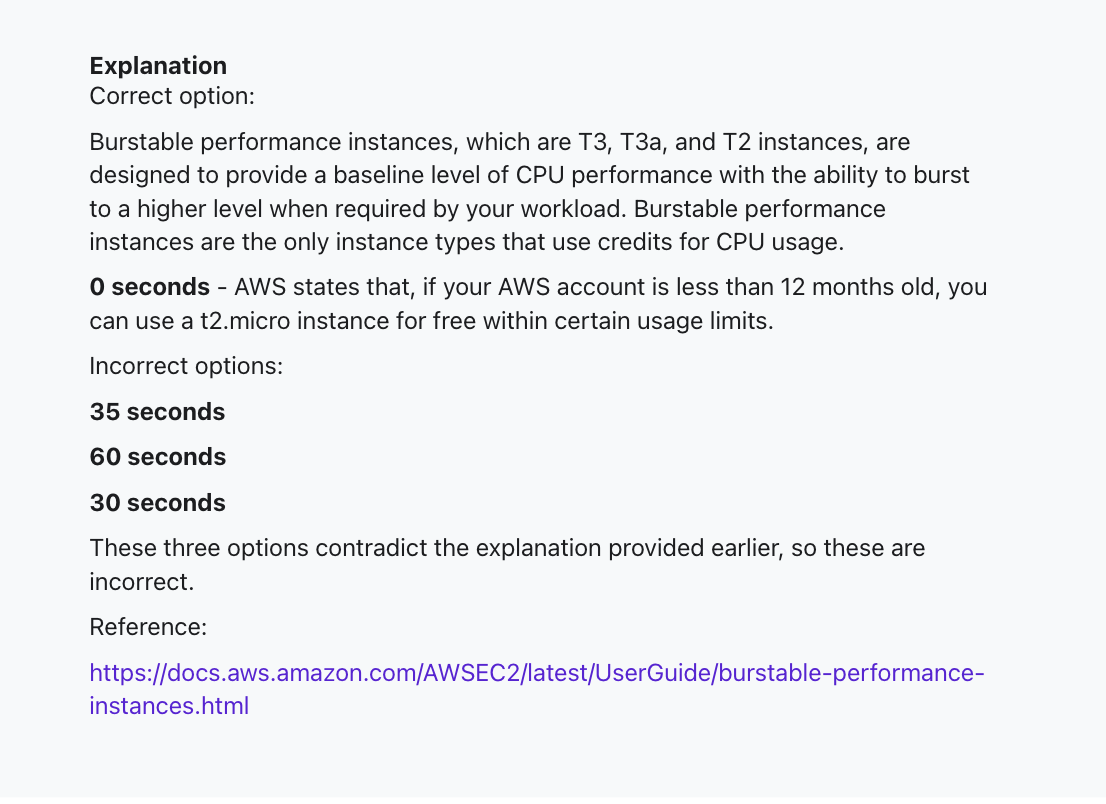 Explanation
Correct option:
Burstable performance instances, which are T3, T3a, and T2 instances, are
designed to provide a baseline level of CPU performance with the ability to burst
to a higher level when required by your workload. Burstable performance
instances are the only instance types that use credits for CPU usage.
0 seconds - AWS states that, if your AWS account is less than 12 months old, you
can use a t2.micro instance for free within certain usage limits.
Incorrect options:
35 seconds
60 seconds
30 seconds
These three options contradict the explanation provided earlier, so these are
incorrect.
Reference:
https://docs.aws.amazon.com/AWSEC2/latest/UserGuide/burstable-performance-
instances.html